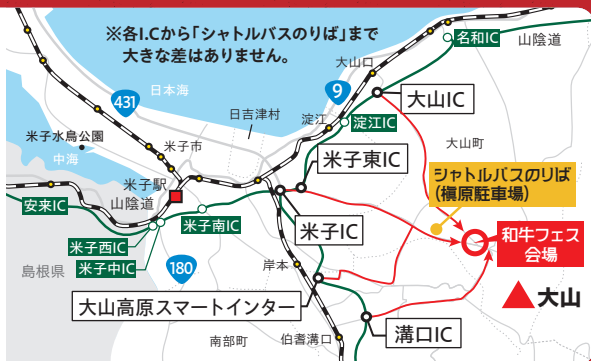 ※各I.Cから「シャトルバスのりば」まで
大きな差はありません。
名和IC
山陰道
大山口
9
日本海
431
大山IC
日吉津村
淀江
淀江IC
米子水鳥公園
米子市
大山町
中海
米子東IC
シャトルバスのりば
(槇原駐車場)
米子駅
山陰道
安来IC
米子南IC
米子IC
和牛フェス
会場
米子西IC
米子中IC
島根県
180
岸本
大山
大山高原スマートインター
溝口IC
南部町
伯耆溝口